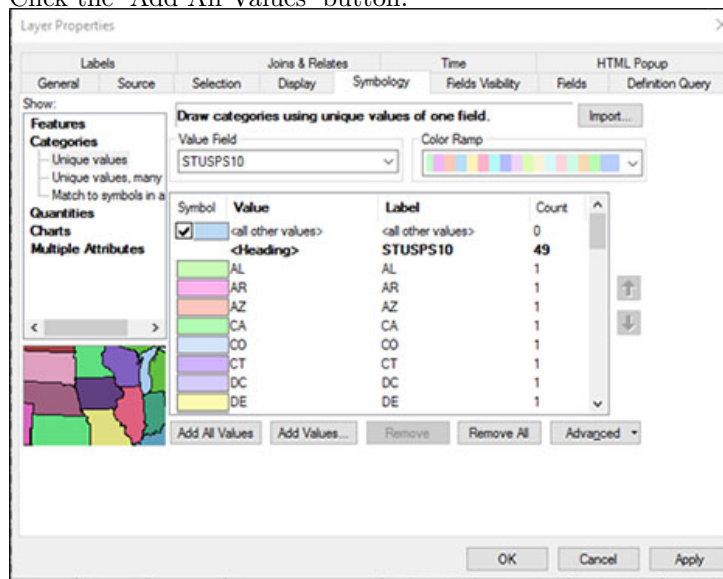 Click the "Add All Values" button.
Layer Properties
Labels Joins & Relates Time HTML Popup
General Source Selection Display Symbology Fields Visibility Fields Definition Query
Show:
Features
Categories
Unique values
Unique values, many
Match to symbols in a
Quantities
Charts
Multiple Attributes
Draw categories using unique values of one field.
Import...
Value Field
Color Ramp
STUSPS10
Symbol Value Label Count
<all other values> <all other values> 0
<Heading> STUSPS10 49
AL AL 1
AR AR 1
AZ AZ 1
CA CA 1
CO CO 1
CT CT 1
DC DC 1
DE DE 1
Add All Values Add Values... Remove Remove All Advanced
OK Cancel Apply